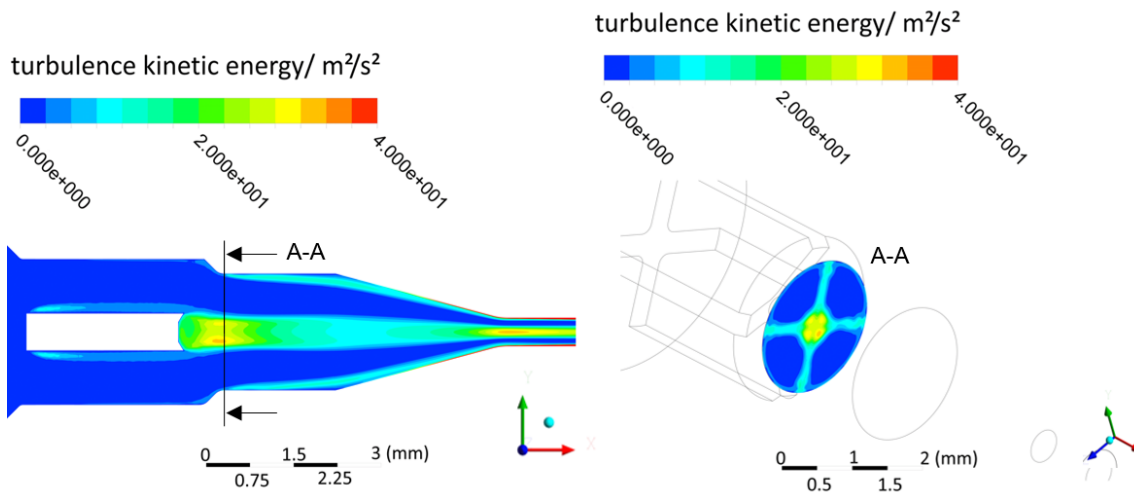 turbulence kinetic energy/ m²/s²
0.000e+000
2.000e+001
4.000e+001
A-A
0 1.5 3 (mm)
0.75 2.25
Y
X
turbulence kinetic energy/ m²/s²
0.000e+000
2.000e+001
4.000e+001
A-A
0 1 2 (mm)
0.5 1.5
Y